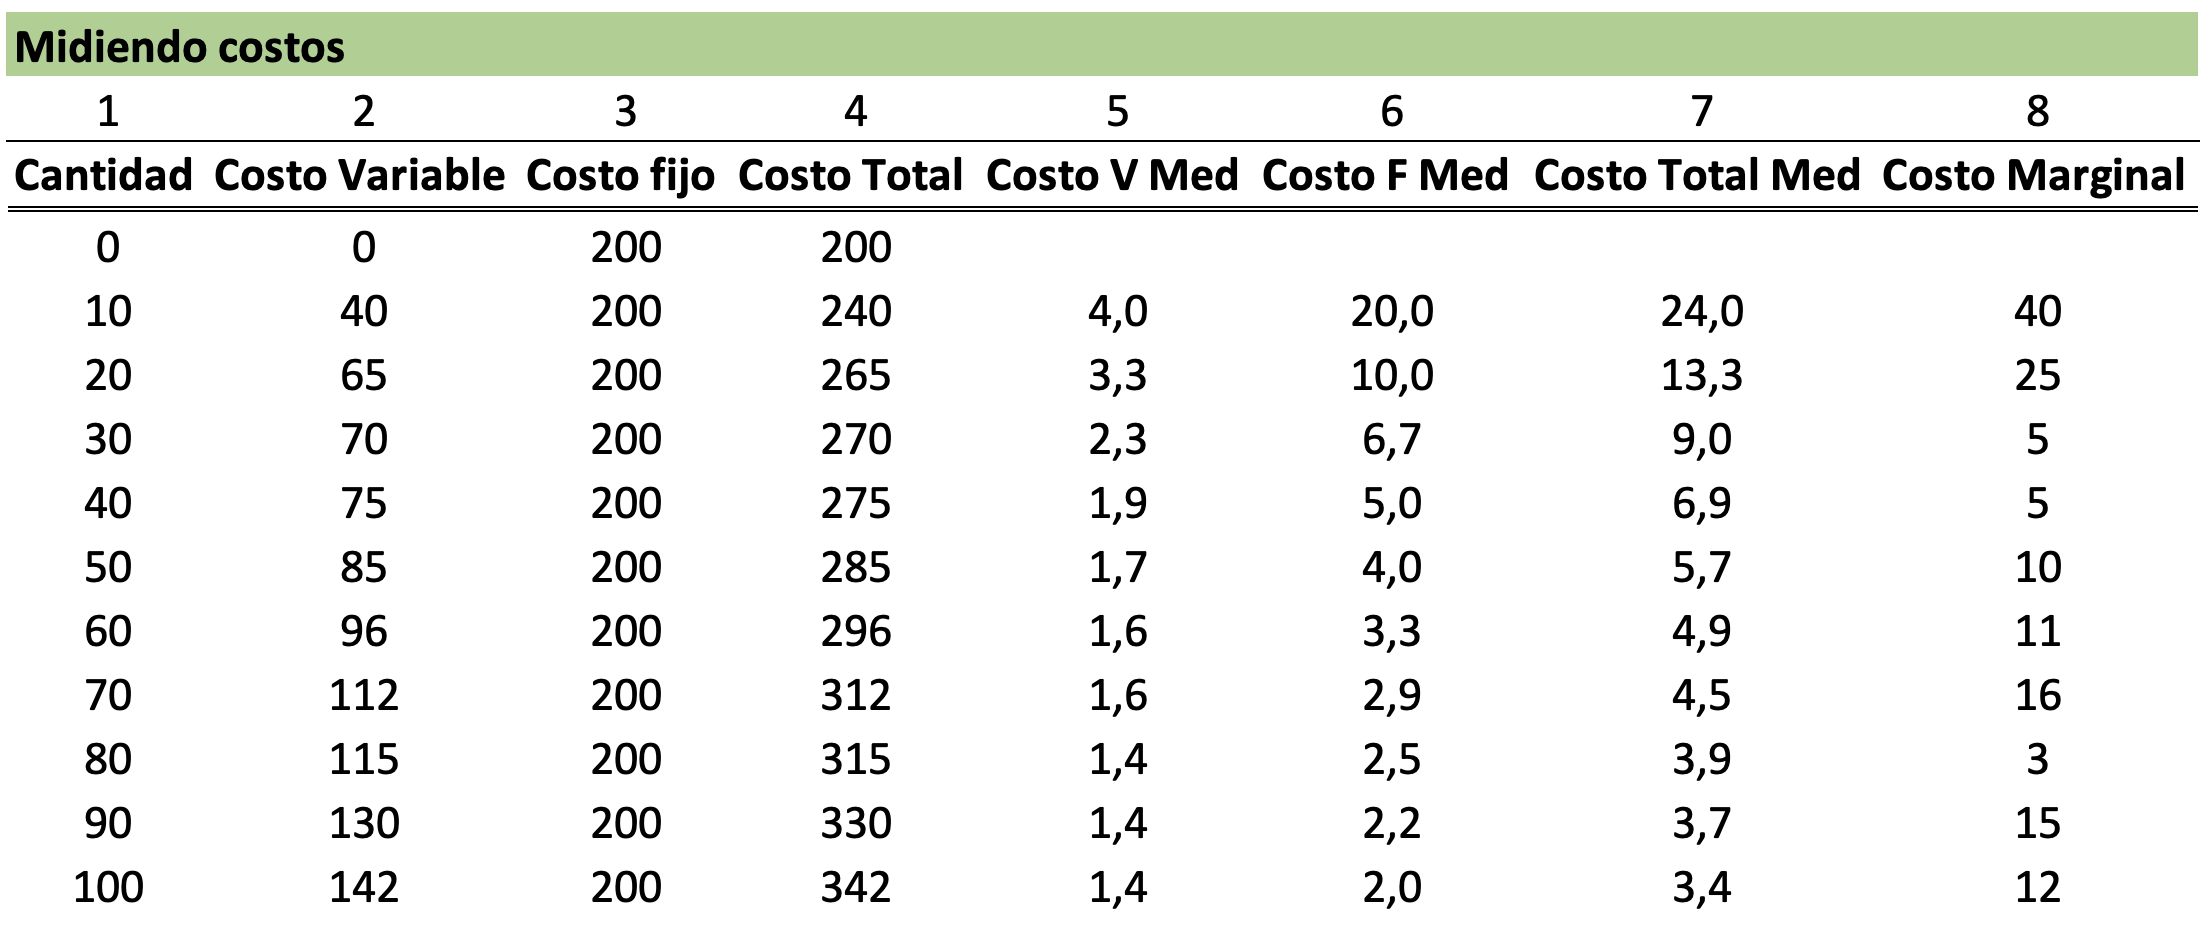 Midiendo costos
1 2 3 4 5 6 7 8
Cantidad Costo Variable Costo fijo Costo Total Costo V Med Costo F Med Costo Total Med Costo Marginal
0 0 200 200
10 40 200 240 4,0 20,0 24,0 40
20 65 200 265 3,3 10,0 13,3 25
30 70 200 270 2,3 6,7 9,0 5
40 75 200 275 1,9 5,0 6,9 5
50 85 200 285 1,7 4,0 5,7 10
60 96 200 296 1,6 3,3 4,9 11
70 112 200 312 1,6 2,9 4,5 16
80 115 200 315 1,4 2,5 3,9 3
90 130 200 330 1,4 2,2 3,7 15
100 142 200 342 1,4 2,0 3,4 12